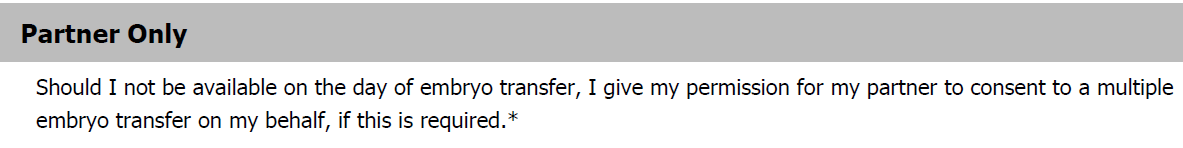 Partner Only
Should I not be available on the day of embryo transfer, I give my permission for my partner to consent to a multiple
embryo transfer on my behalf, if this is required.*